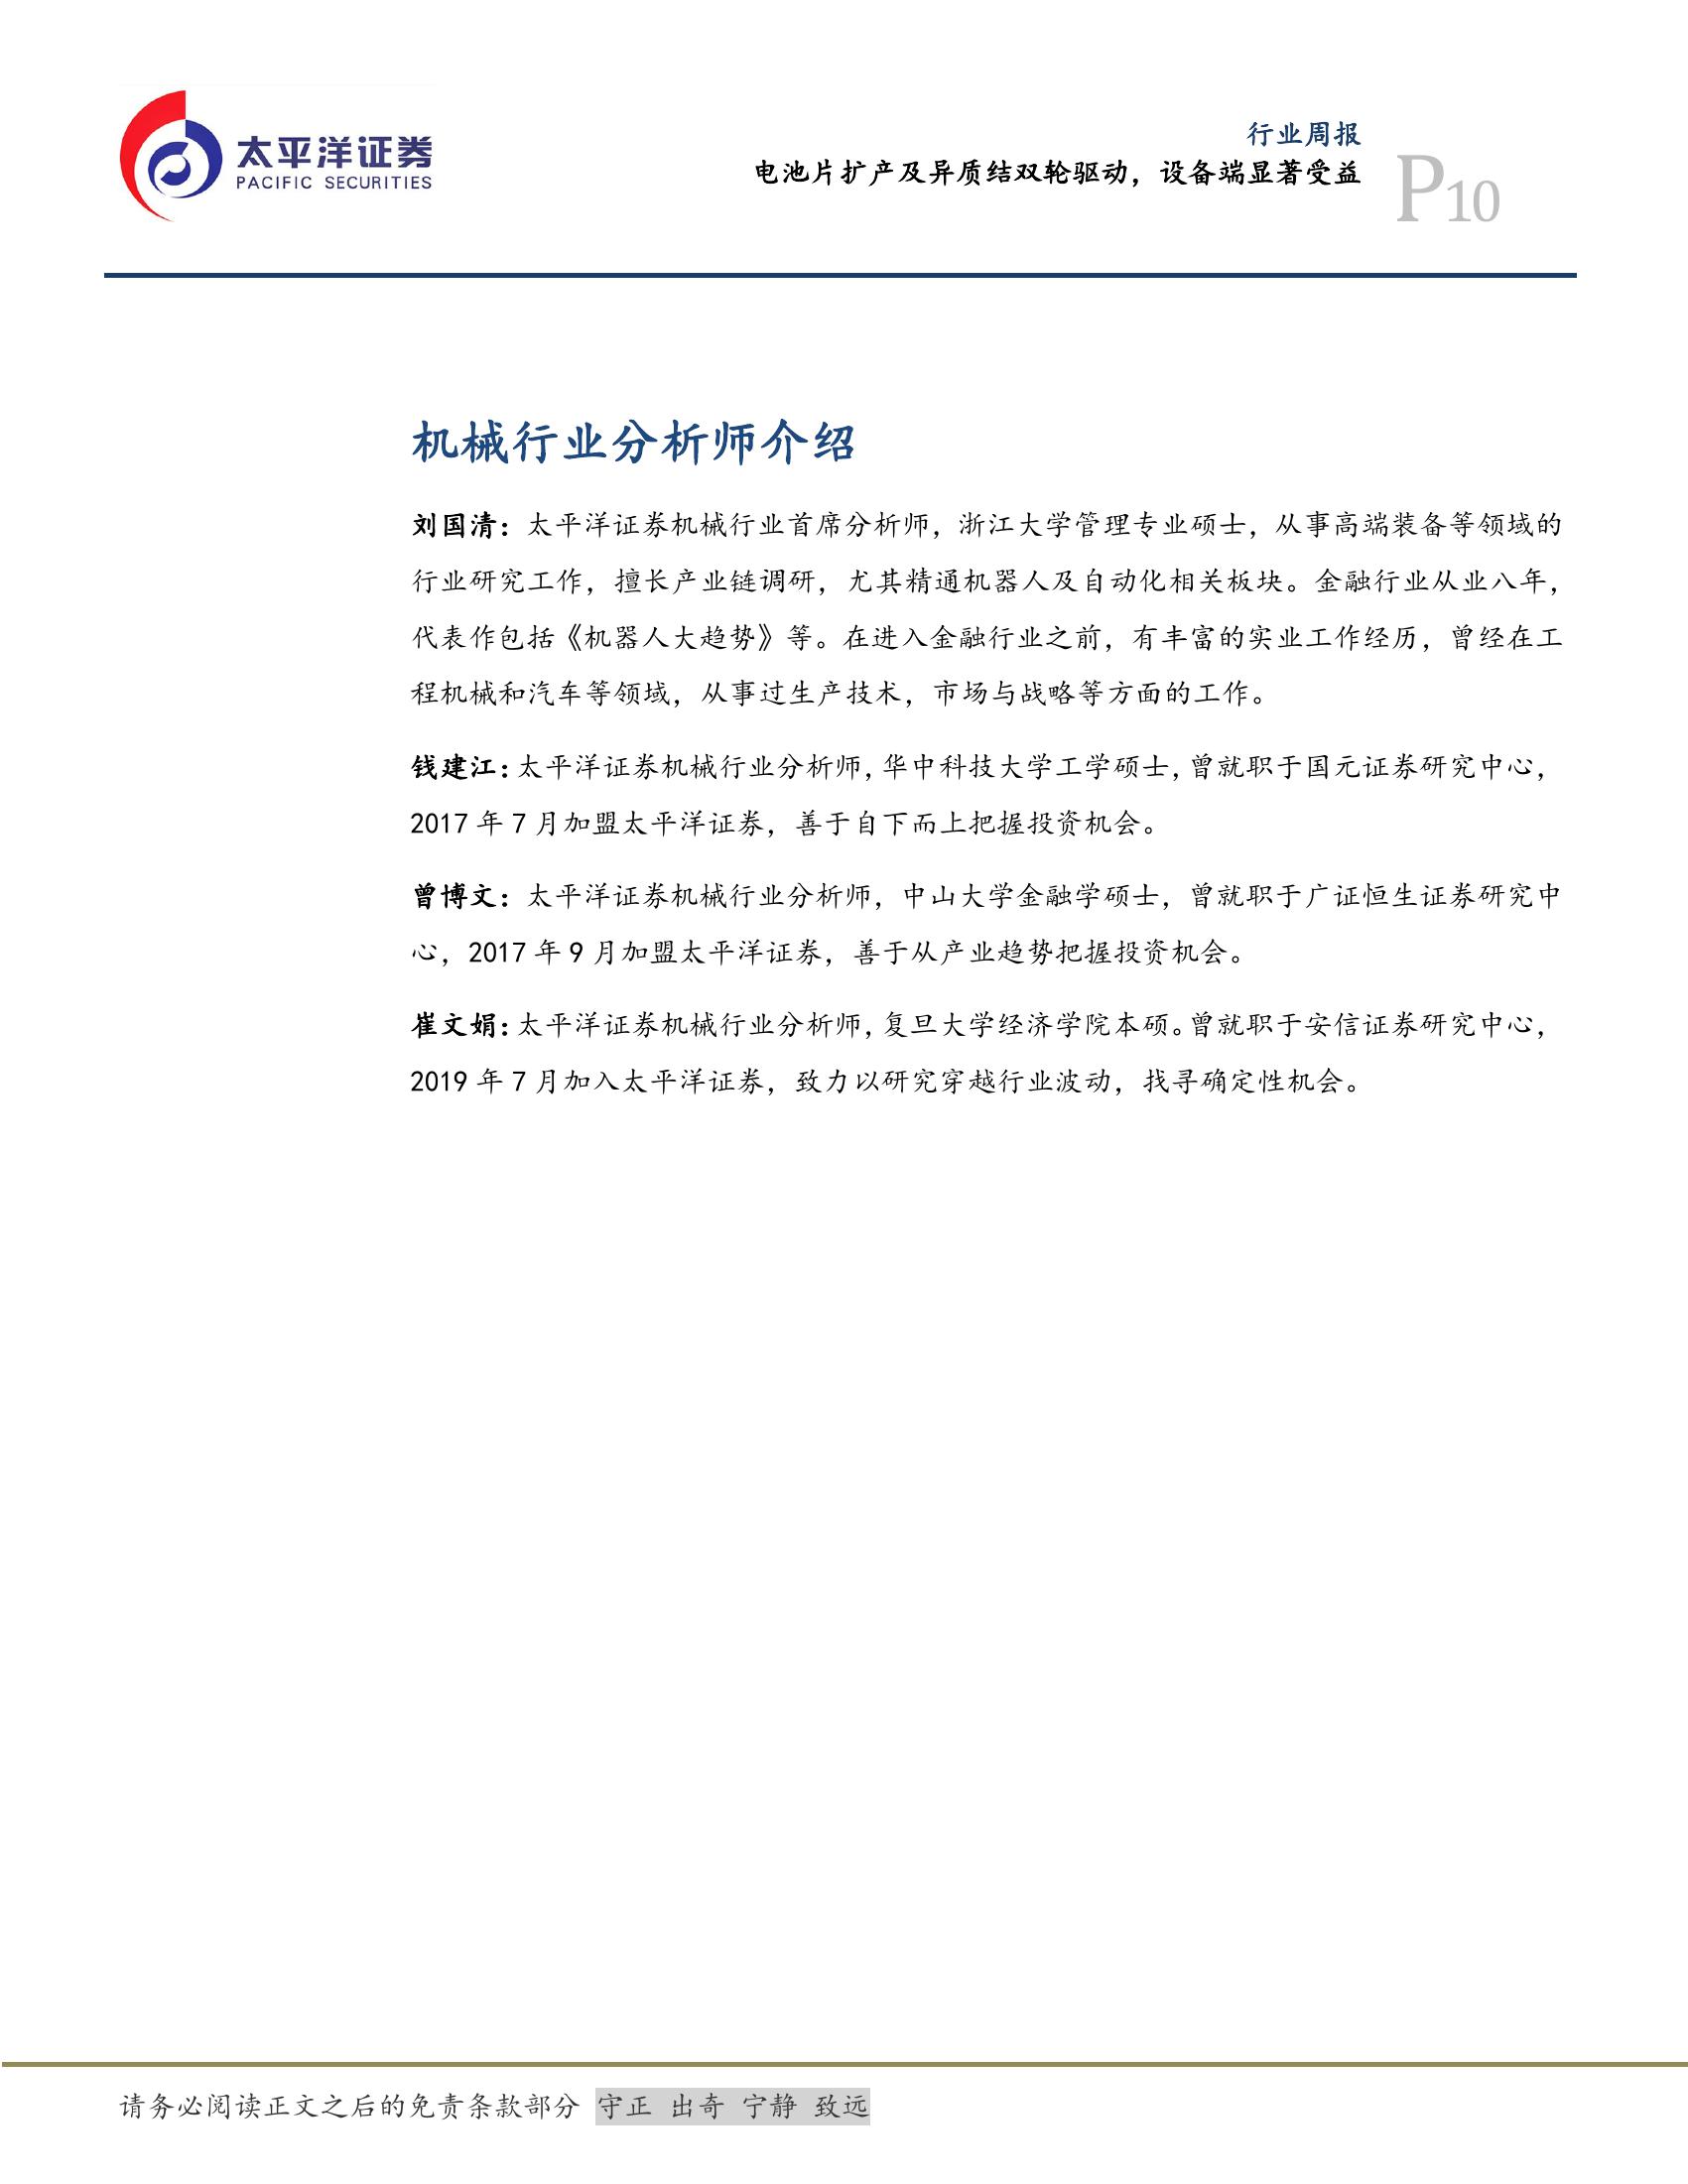 太平洋证券
PACIFIC SECURITIES
行业周报
电池片扩产及异质结双轮驱动，设备端显著受益
P10
机械行业分析师介绍
刘国清：太平洋证券机械行业首席分析师，浙江大学管理专业硕士，从事高端装备等领域的
行业研究工作，擅长产业链调研，尤其精通机器人及自动化相关板块。金融行业从业八年，
代表作包括《机器人大趋势》等。在进入金融行业之前，有丰富的实业工作经历，曾经在工
程机械和汽车等领域，从事过生产技术，市场与战略等方面的工作。
钱建江：太平洋证券机械行业分析师，华中科技大学工学硕士，曾就职于国元证券研究中心，
2017 年 7 月加盟太平洋证券，善于自下而上把握投资机会。
曾博文：太平洋证券机械行业分析师，中山大学金融学硕士，曾就职于广证恒生证券研究中
心，2017 年 9 月加盟太平洋证券，善于从产业趋势把握投资机会。
崔文娟：太平洋证券机械行业分析师，复旦大学经济学院本硕。曾就职于安信证券研究中心，
2019 年 7 月加入太平洋证券，致力以研究穿越行业波动，找寻确定性机会。
请务必阅读正文之后的免责条款部分 守正 出奇 宁静 致远